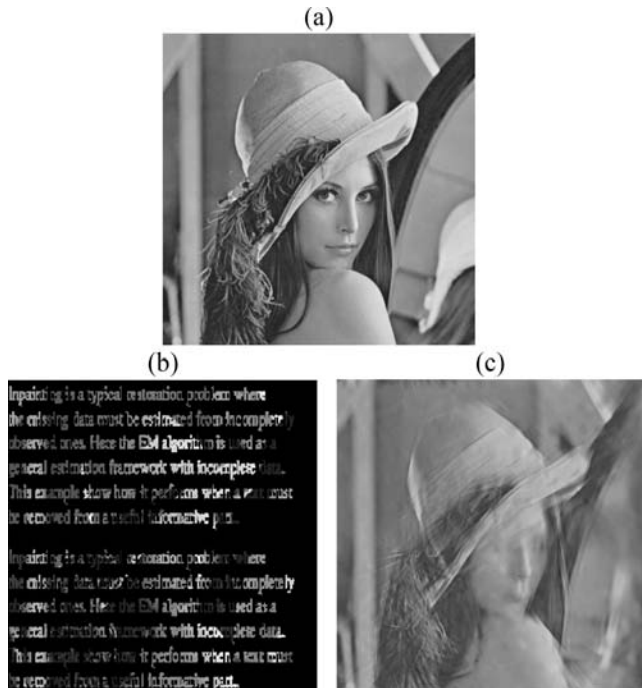 (a)
(b)
(c)
Inpainting is a typical restoration problem where
the missing data must be estimated from incompletely
observed ones. Here the EM algorithm is used as a
general estimation framework with incomplete data.
This example show how it performs when a text must
be removed from a useful informative part.
Inpainting is a typical restoration problem where
the missing data must be estimated from incompletely
observed ones. Here the EM algorithm is used as a
general estimation framework with incomplete data.
This example show how it performs when a text must
be removed from a useful informative part.